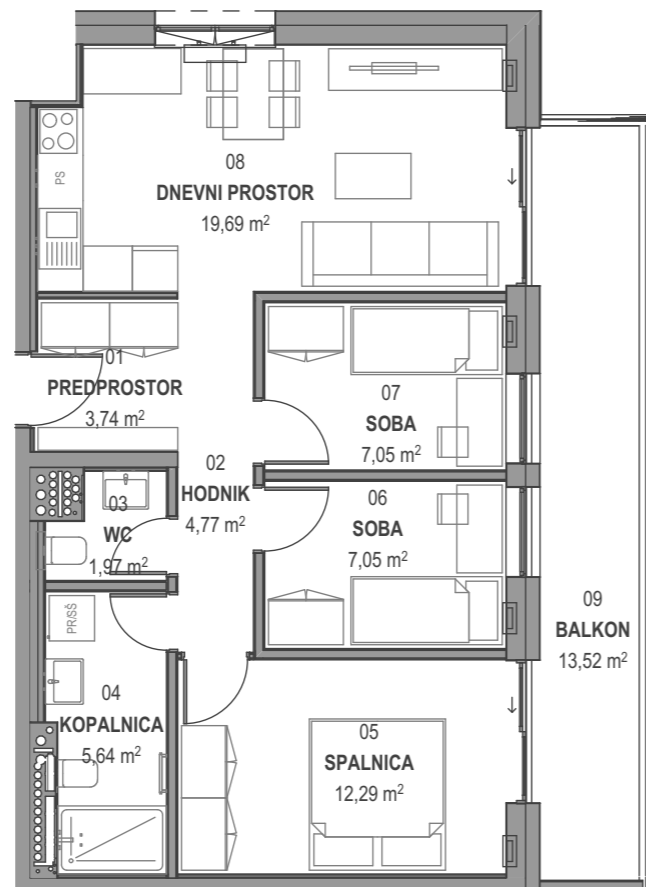 08
DNEVNI PROSTOR
19,69 m²
PS
01
PREDPROSTOR
3,74 m²
07
SOBA
7,05 m²
02
HODNIK
4,77 m²
03
WC
1,97 m²
06
SOBA
7,05 m²
PR/SŠ
04
KOPALNICA
5,64 m²
05
SPALNICA
12,29 m²
09
BALKON
13,52 m²